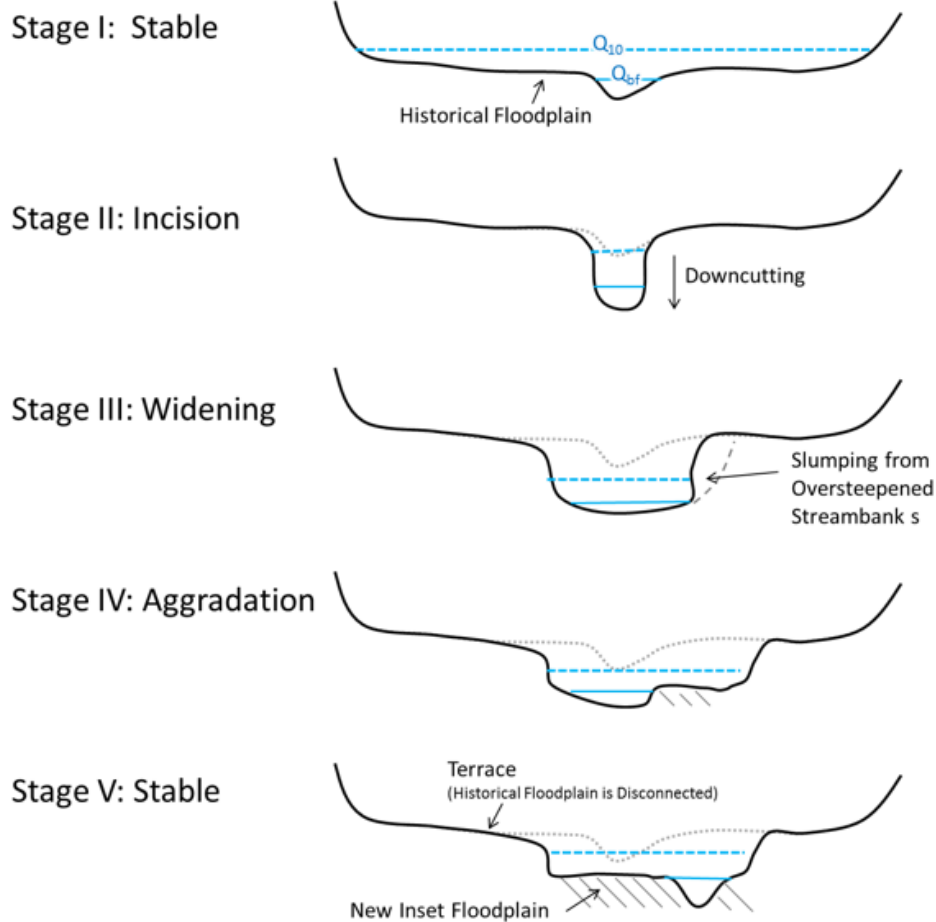 Stage I: Stable
Q10
Qbf
Historical Floodplain
Stage II: Incision
Downcutting
Stage III: Widening
Slumping from
Oversteepened
Streambank s
Stage IV: Aggradation
Stage V: Stable
Terrace
(Historical Floodplain is Disconnected)
New Inset Floodplain